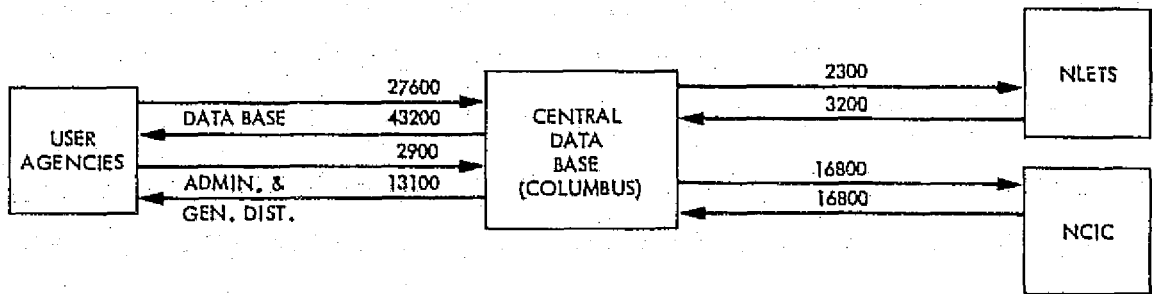 USER
AGENCIES
27600
DATA BASE 43200
2900
ADMIN. & 13100
GEN. DIST.
CENTRAL
DATA
BASE
(COLUMBUS)
2300
3200
16800
16800
NLETS
NCIC